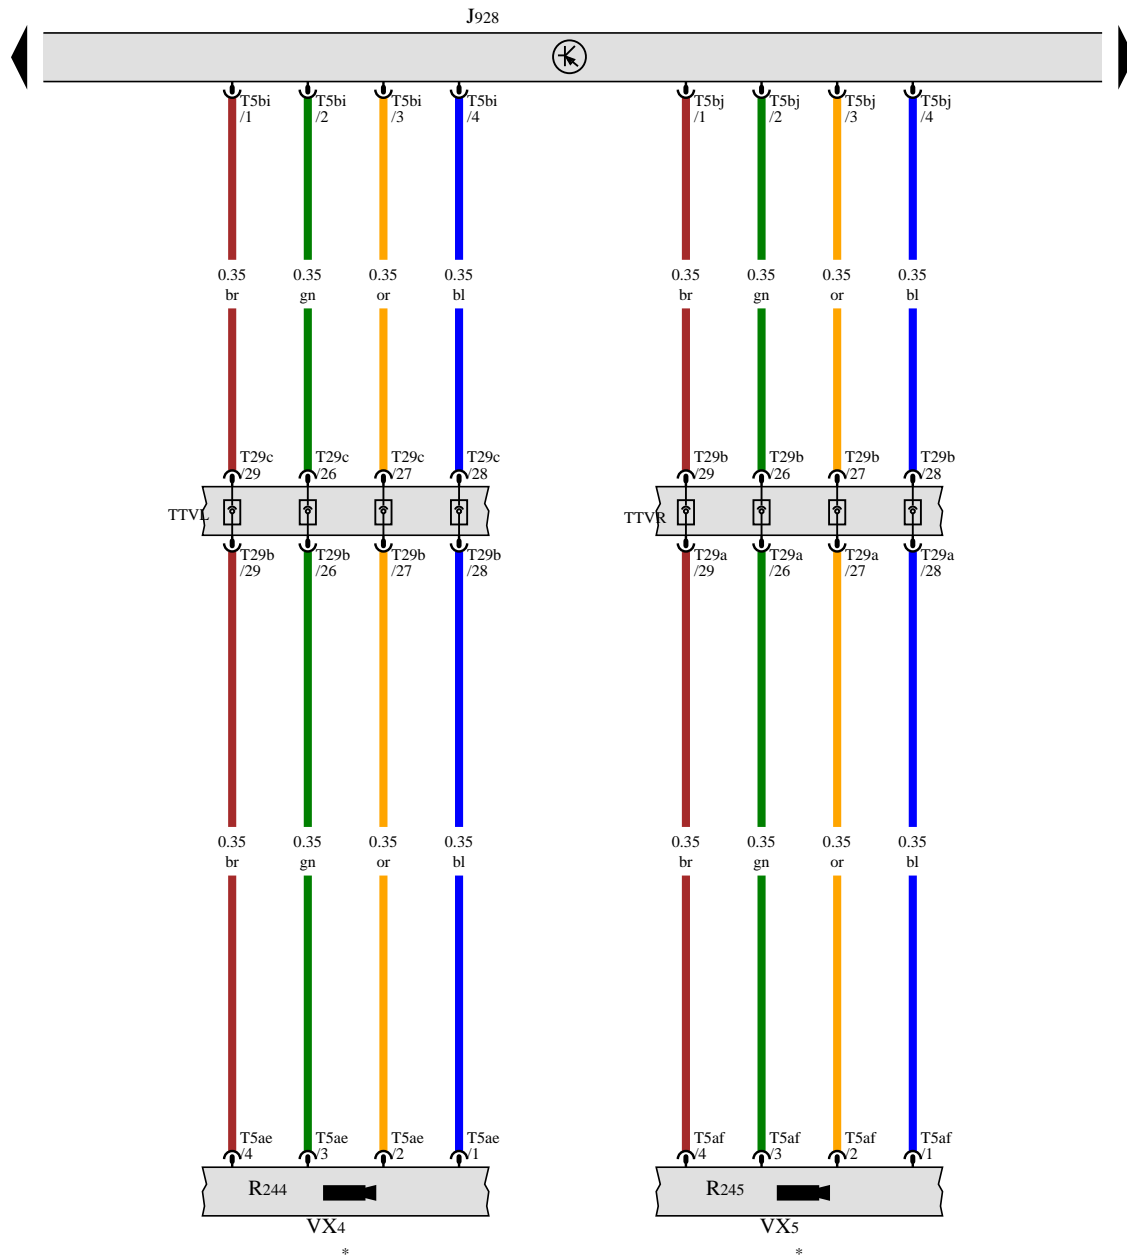 J928
T5bi T5bi T5bi T5bi T5bj T5bj T5bj T5bj
/1 /2 /3 /4 /1 /2 /3 /4
0.35 0.35 0.35 0.35 0.35 0.35 0.35 0.35
br gn or bl br gn or bl
T29c T29c T29c T29c T29b T29b T29b T29b
/29 /26 /27 /28 /29 /26 /27 /28
TTVL TTVR
T29b T29b T29b T29b T29a T29a T29a T29a
/29 /26 /27 /28 /29 /26 /27 /28
0.35 0.35 0.35 0.35 0.35 0.35 0.35 0.35
br gn or bl br gn or bl
T5ae T5ae T5ae T5ae T5af T5af T5af T5af
/4 /3 /2 /1 /4 /3 /2 /1
R244 R245
VX4 VX5
* *